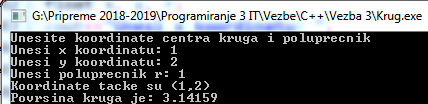 G:\Pripreme 2018-2019\Programiranje 3 IT\Vezbe\C++\Vezba 3\Krug.exe
Unesite koordinate centra kruga i poluprecnik
Unesi x koordinatu: 1
Unesi y koordinatu: 2
Unesi poluprecnik r: 1
Koordinate tacke su (1,2)
Povrsina kruga je: 3.14159